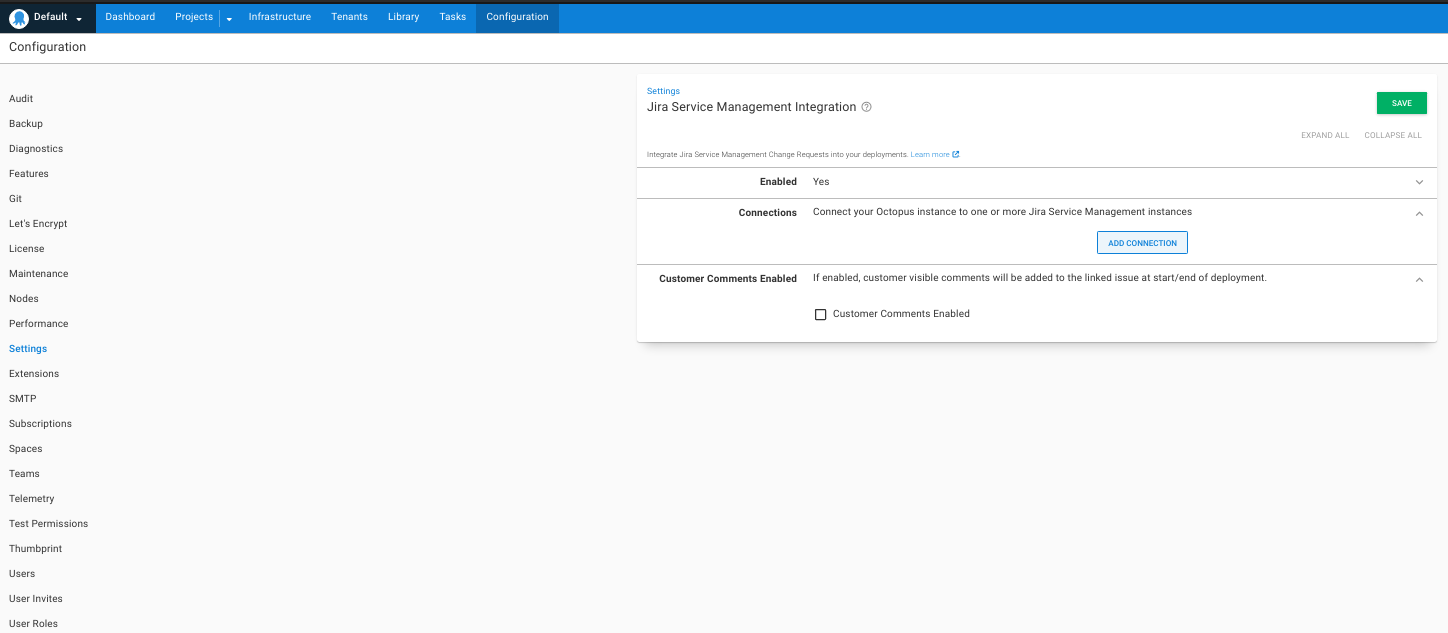 Default Dashboard Projects Infrastructure Tenants Library Tasks Configuration
Configuration
Audit
Backup
Diagnostics
Features
Git
Let's Encrypt
License
Maintenance
Nodes
Performance
Settings
Extensions
SMTP
Subscriptions
Spaces
Teams
Telemetry
Test Permissions
Thumbprint
Users
User Invites
User Roles
Settings
Jira Service Management Integration
SAVE
EXPAND ALL COLLAPSE ALL
Integrate Jira Service Management Change Requests into your deployments. Learn more
Enabled Yes
Connections Connect your Octopus instance to one or more Jira Service Management instances
ADD CONNECTION
Customer Comments Enabled If enabled, customer visible comments will be added to the linked issue at start/end of deployment.
Customer Comments Enabled